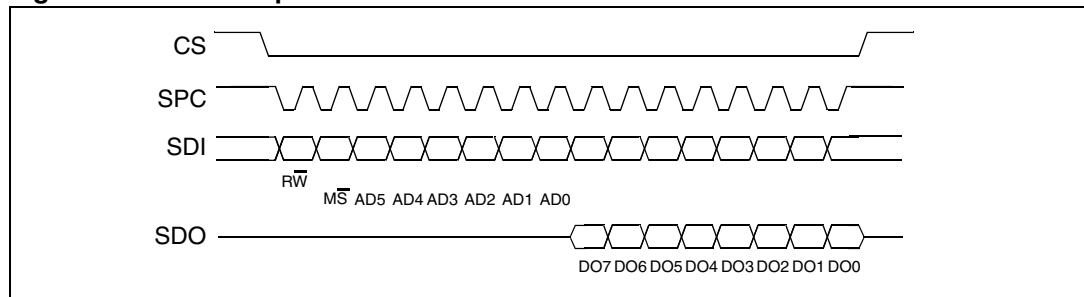 CS
SPC
SDI
RW̅
MS̅ AD5 AD4 AD3 AD2 AD1 AD0
SDO
DO7 DO6 DO5 DO4 DO3 DO2 DO1 DO0